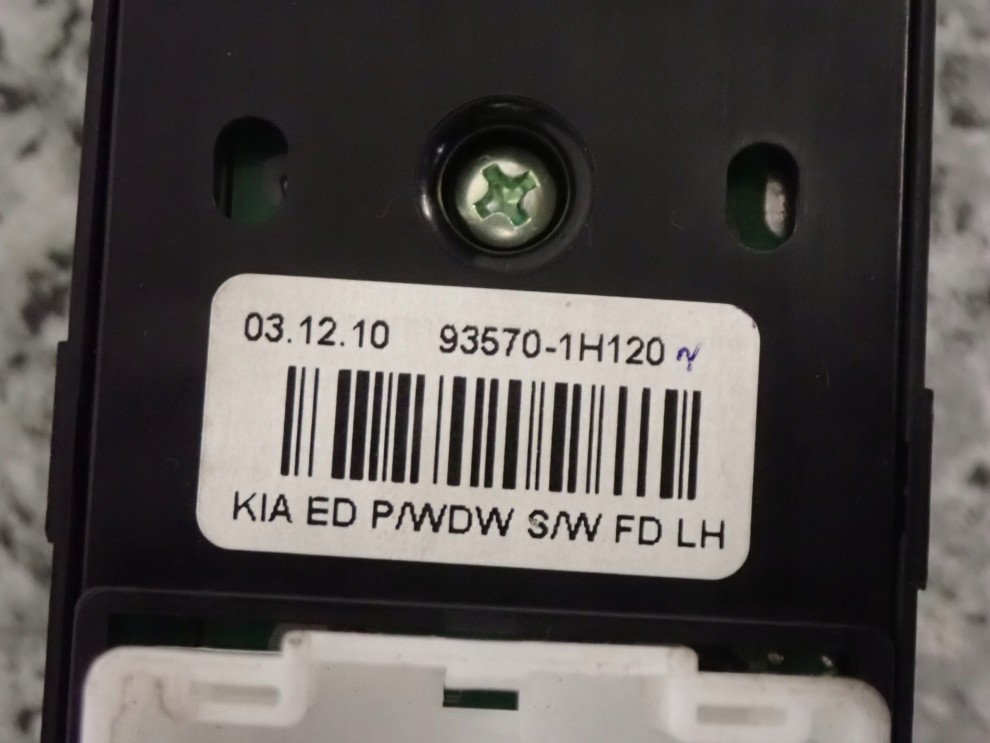 03.12.10 93570-1H120
KIA ED P/WDW S/W FD LH